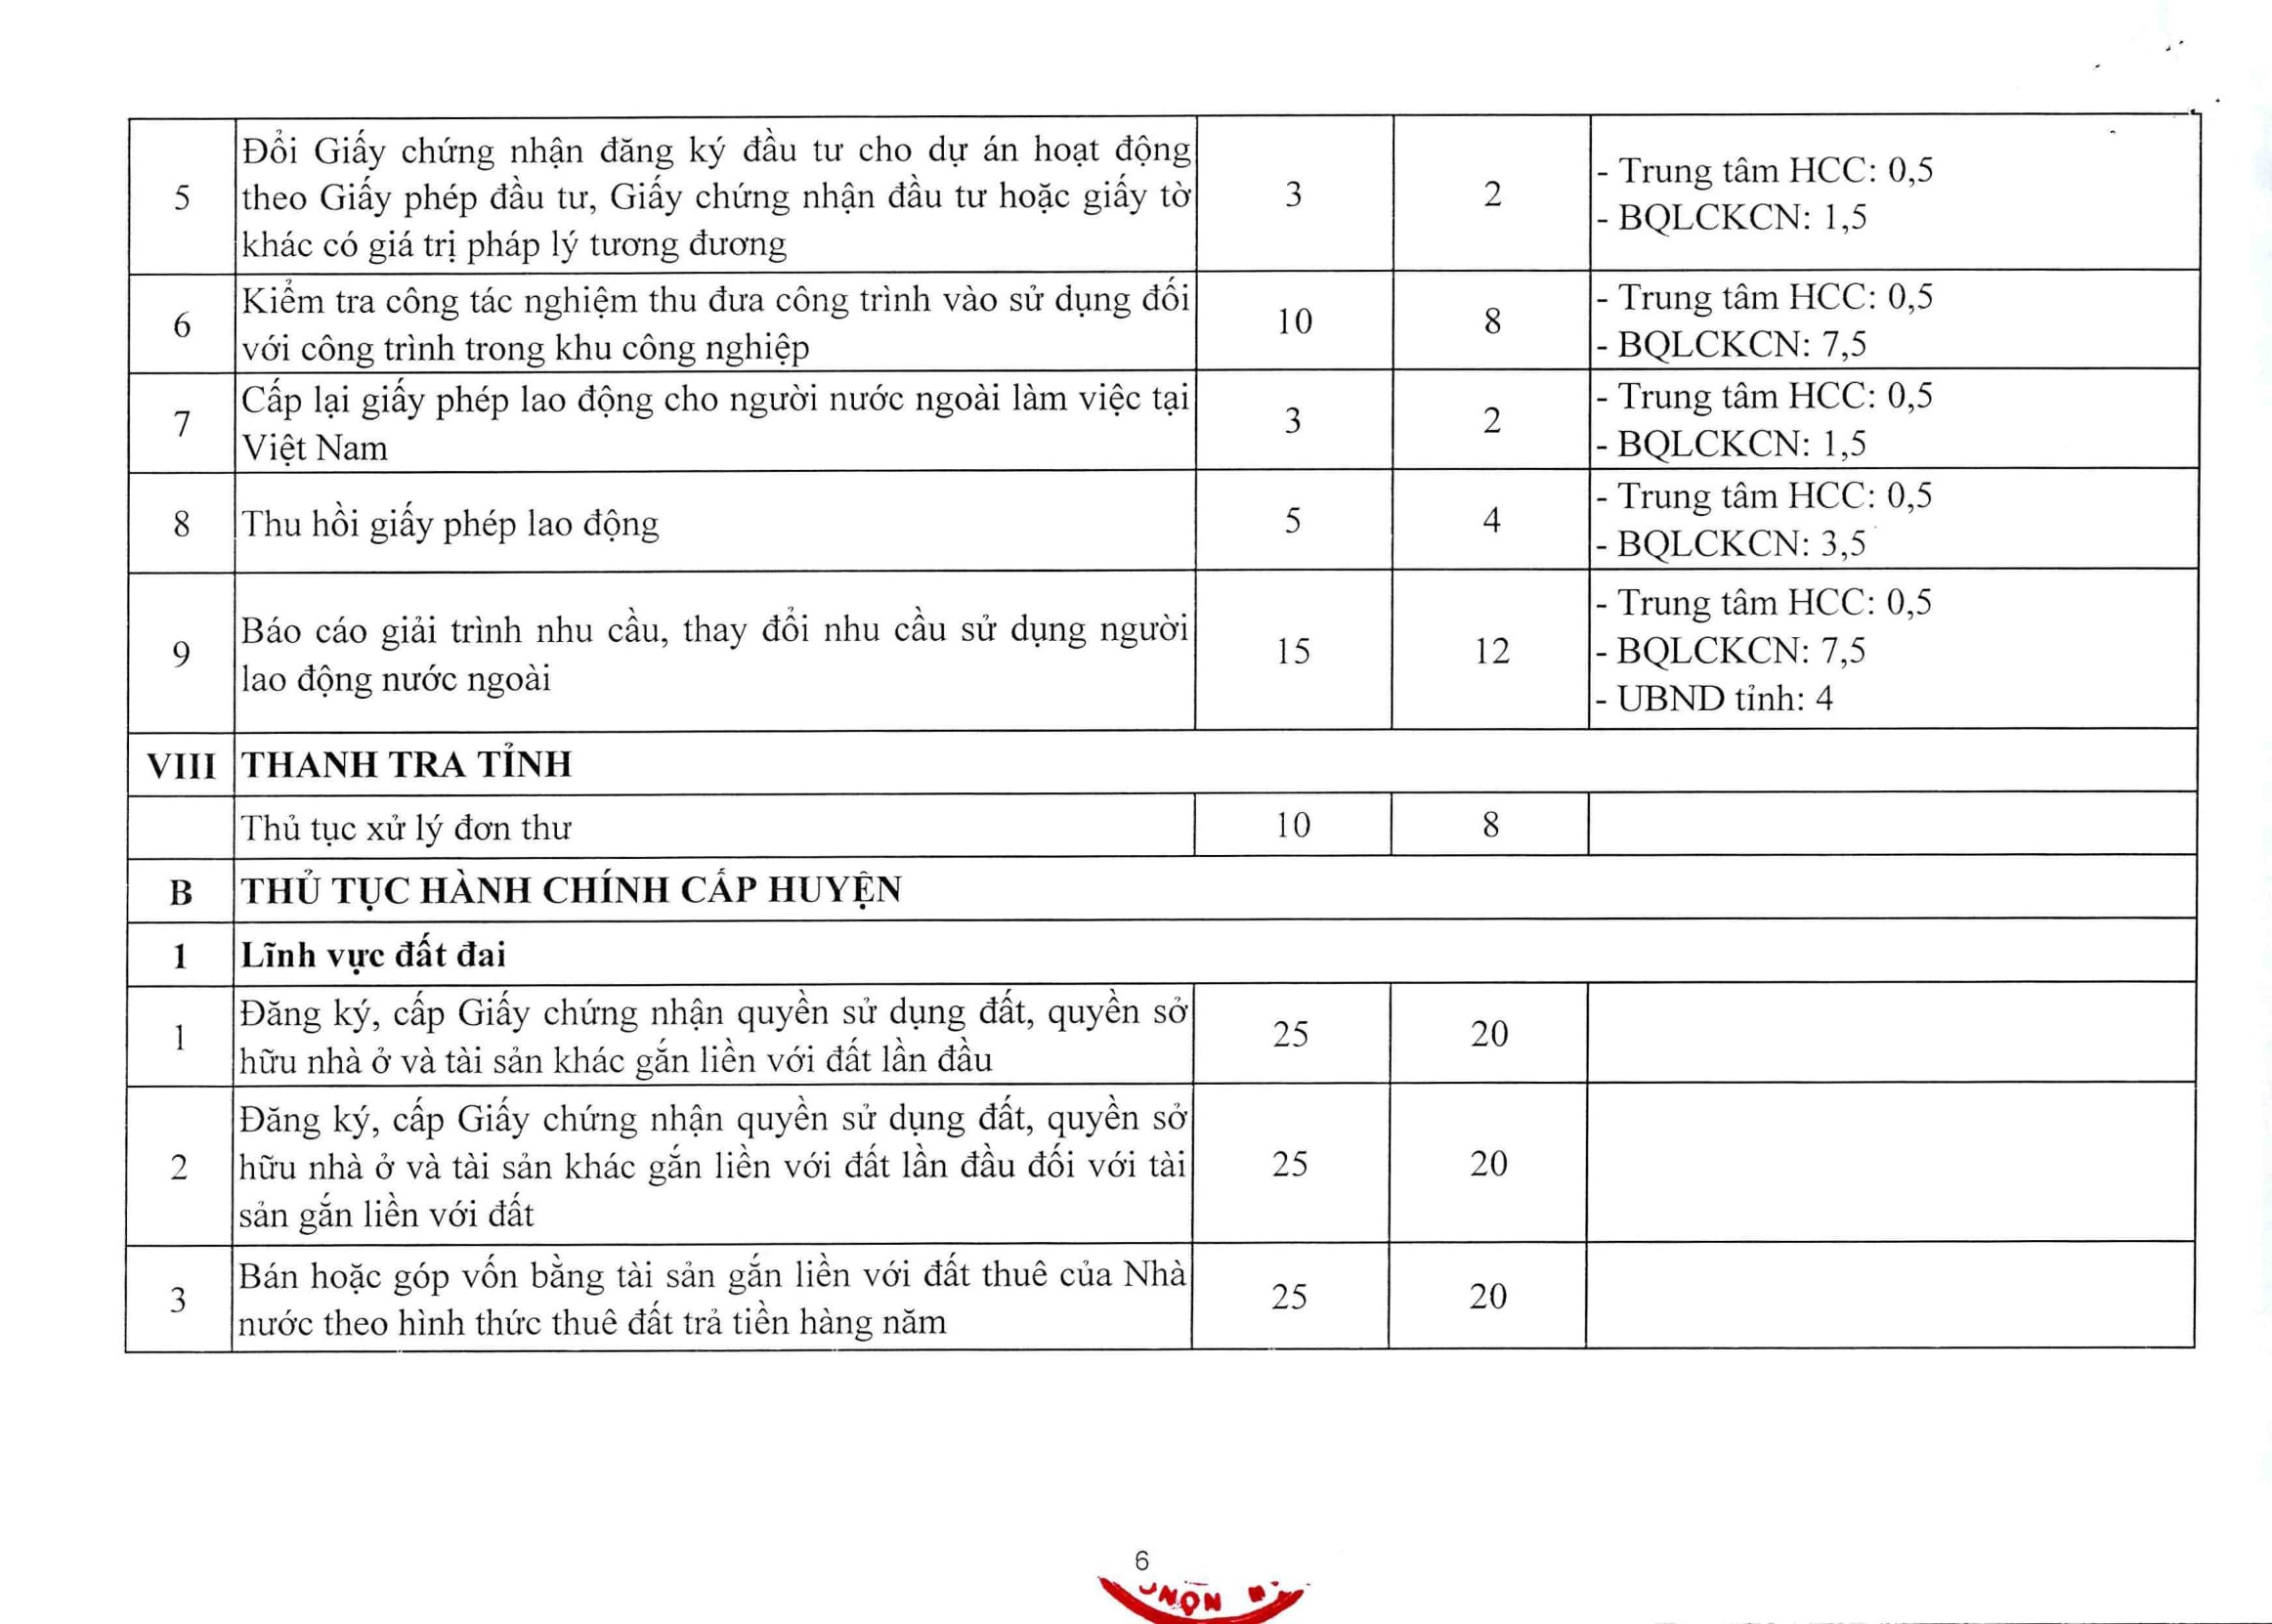 5
Đổi Giấy chứng nhận đăng ký đầu tư cho dự án hoạt động
theo Giấy phép đầu tư, Giấy chứng nhận đầu tư hoặc giấy tờ
khác có giá trị pháp lý tương đương
3
2
- Trung tâm HCC: 0,5
- BQLCKCN: 1,5
6
Kiểm tra công tác nghiệm thu đưa công trình vào sử dụng đối
với công trình trong khu công nghiệp
10
8
- Trung tâm HCC: 0,5
- BQLCKCN: 7,5
7
Cấp lại giấy phép lao động cho người nước ngoài làm việc tại
Việt Nam
3
2
- Trung tâm HCC: 0,5
- BQLCKCN: 1,5
8
Thu hồi giấy phép lao động
5
4
- Trung tâm HCC: 0,5
- BQLCKCN: 3,5
9
Báo cáo giải trình nhu cầu, thay đổi nhu cầu sử dụng người
lao động nước ngoài
15
12
- Trung tâm HCC: 0,5
- BQLCKCN: 7,5
- UBND tỉnh: 4
VIII
THANH TRA TỈNH
Thủ tục xử lý đơn thư
10
8
B
THỦ TỤC HÀNH CHÍNH CẤP HUYỆN
1
Lĩnh vực đất đai
1
Đăng ký, cấp Giấy chứng nhận quyền sử dụng đất, quyền sở
hữu nhà ở và tài sản khác gắn liền với đất lần đầu
25
20
2
Đăng ký, cấp Giấy chứng nhận quyền sử dụng đất, quyền sở
hữu nhà ở và tài sản khác gắn liền với đất lần đầu đối với tài
sản gắn liền với đất
25
20
3
Bán hoặc góp vốn bằng tài sản gắn liền với đất thuê của Nhà
nước theo hình thức thuê đất trả tiền hàng năm
25
20
6